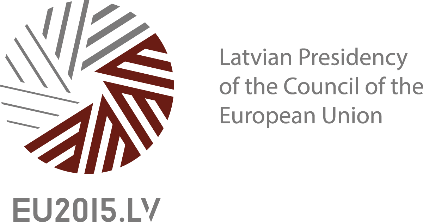 Latvian Presidency
of the Council of the
European Union
EU2015.LV